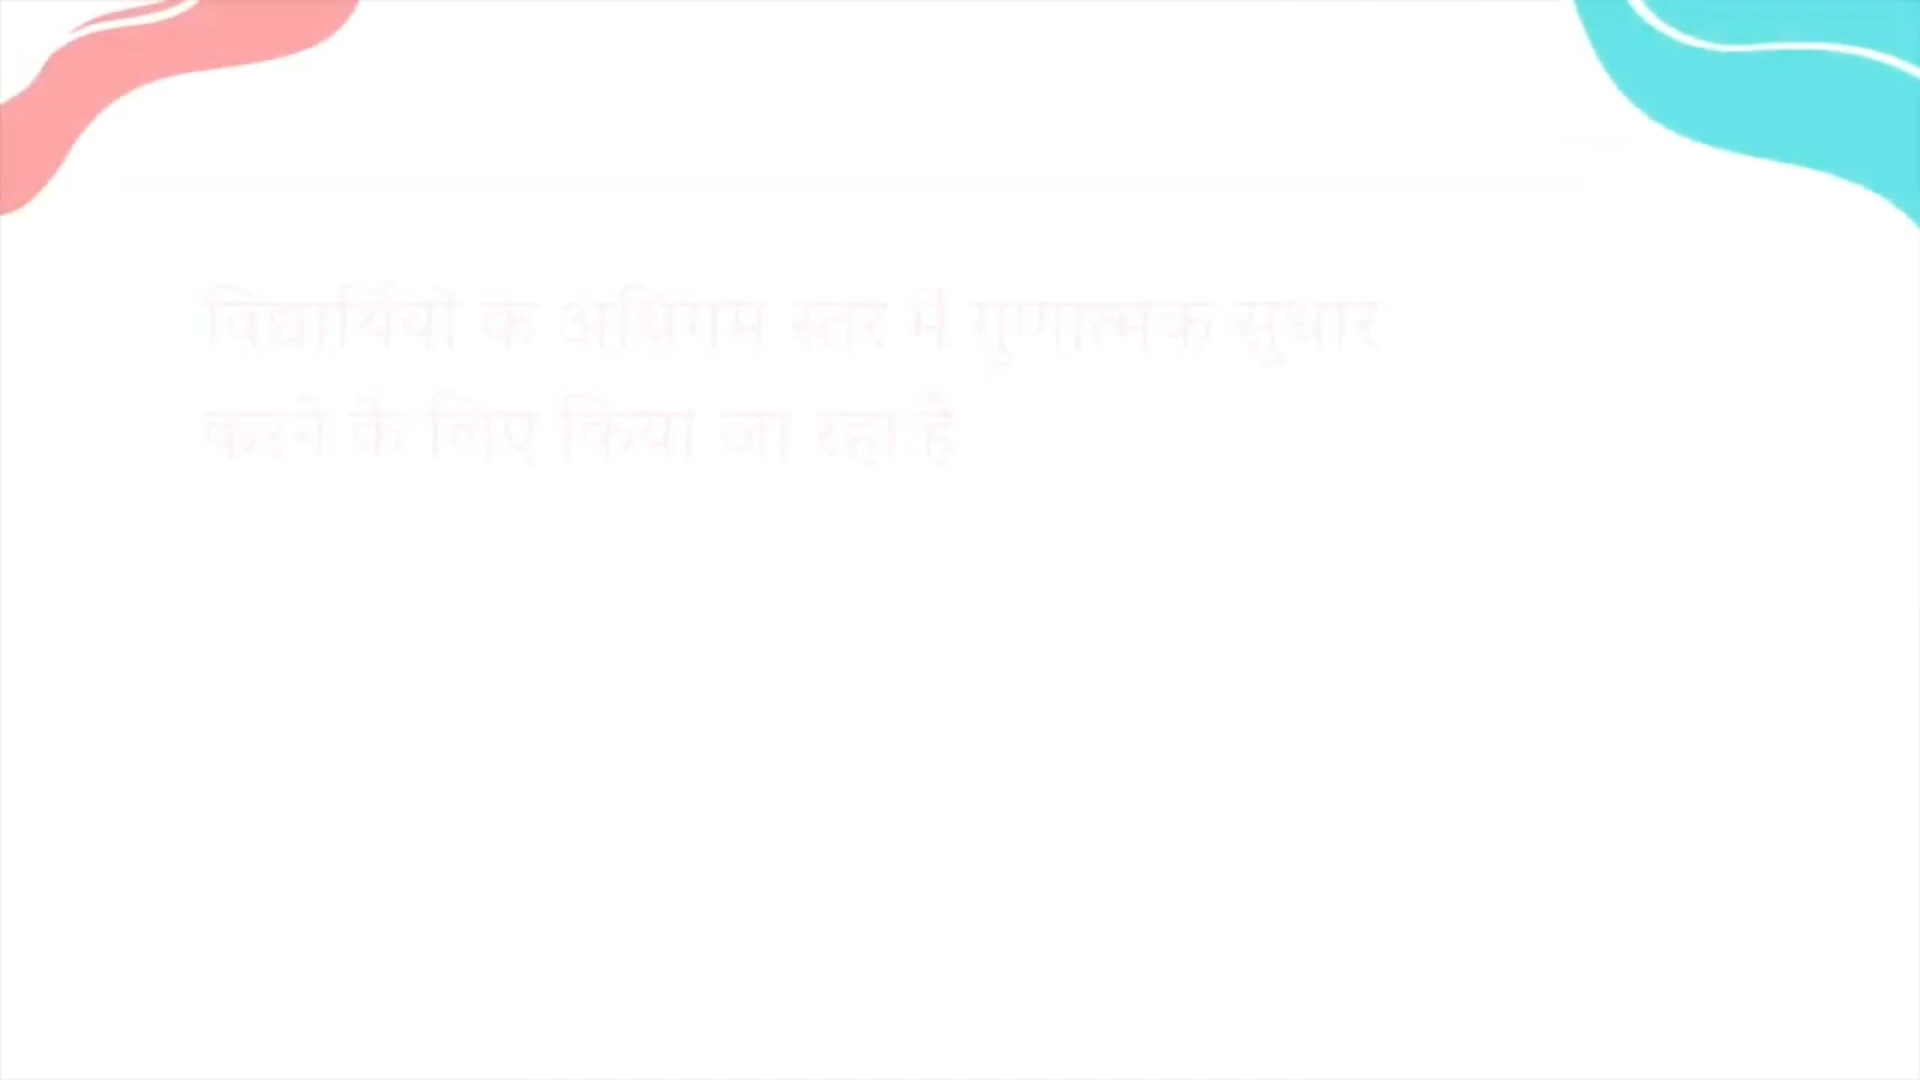 विद्यार्थियों के अधिगम स्तर में गुणात्मक सुधार
करने के लिए किया जा रहा है